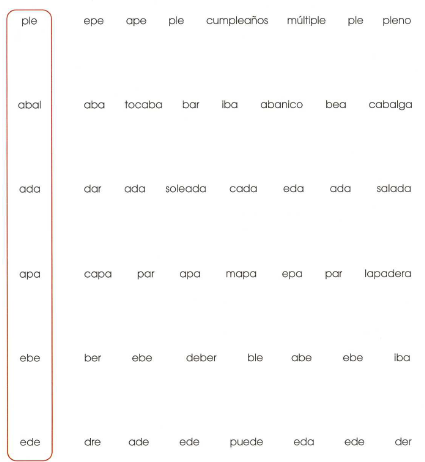 ple epe ape ple cumpleaños múltiple ple pleno
abal aba tocaba bar iba abanico bea cabalga
ada dar ada soleada cada eda ada salada
apa capa par apa mapa epa par lapadera
ebe ber ebe deber ble abe ebe iba
ede dre ade ede puede eda ede der